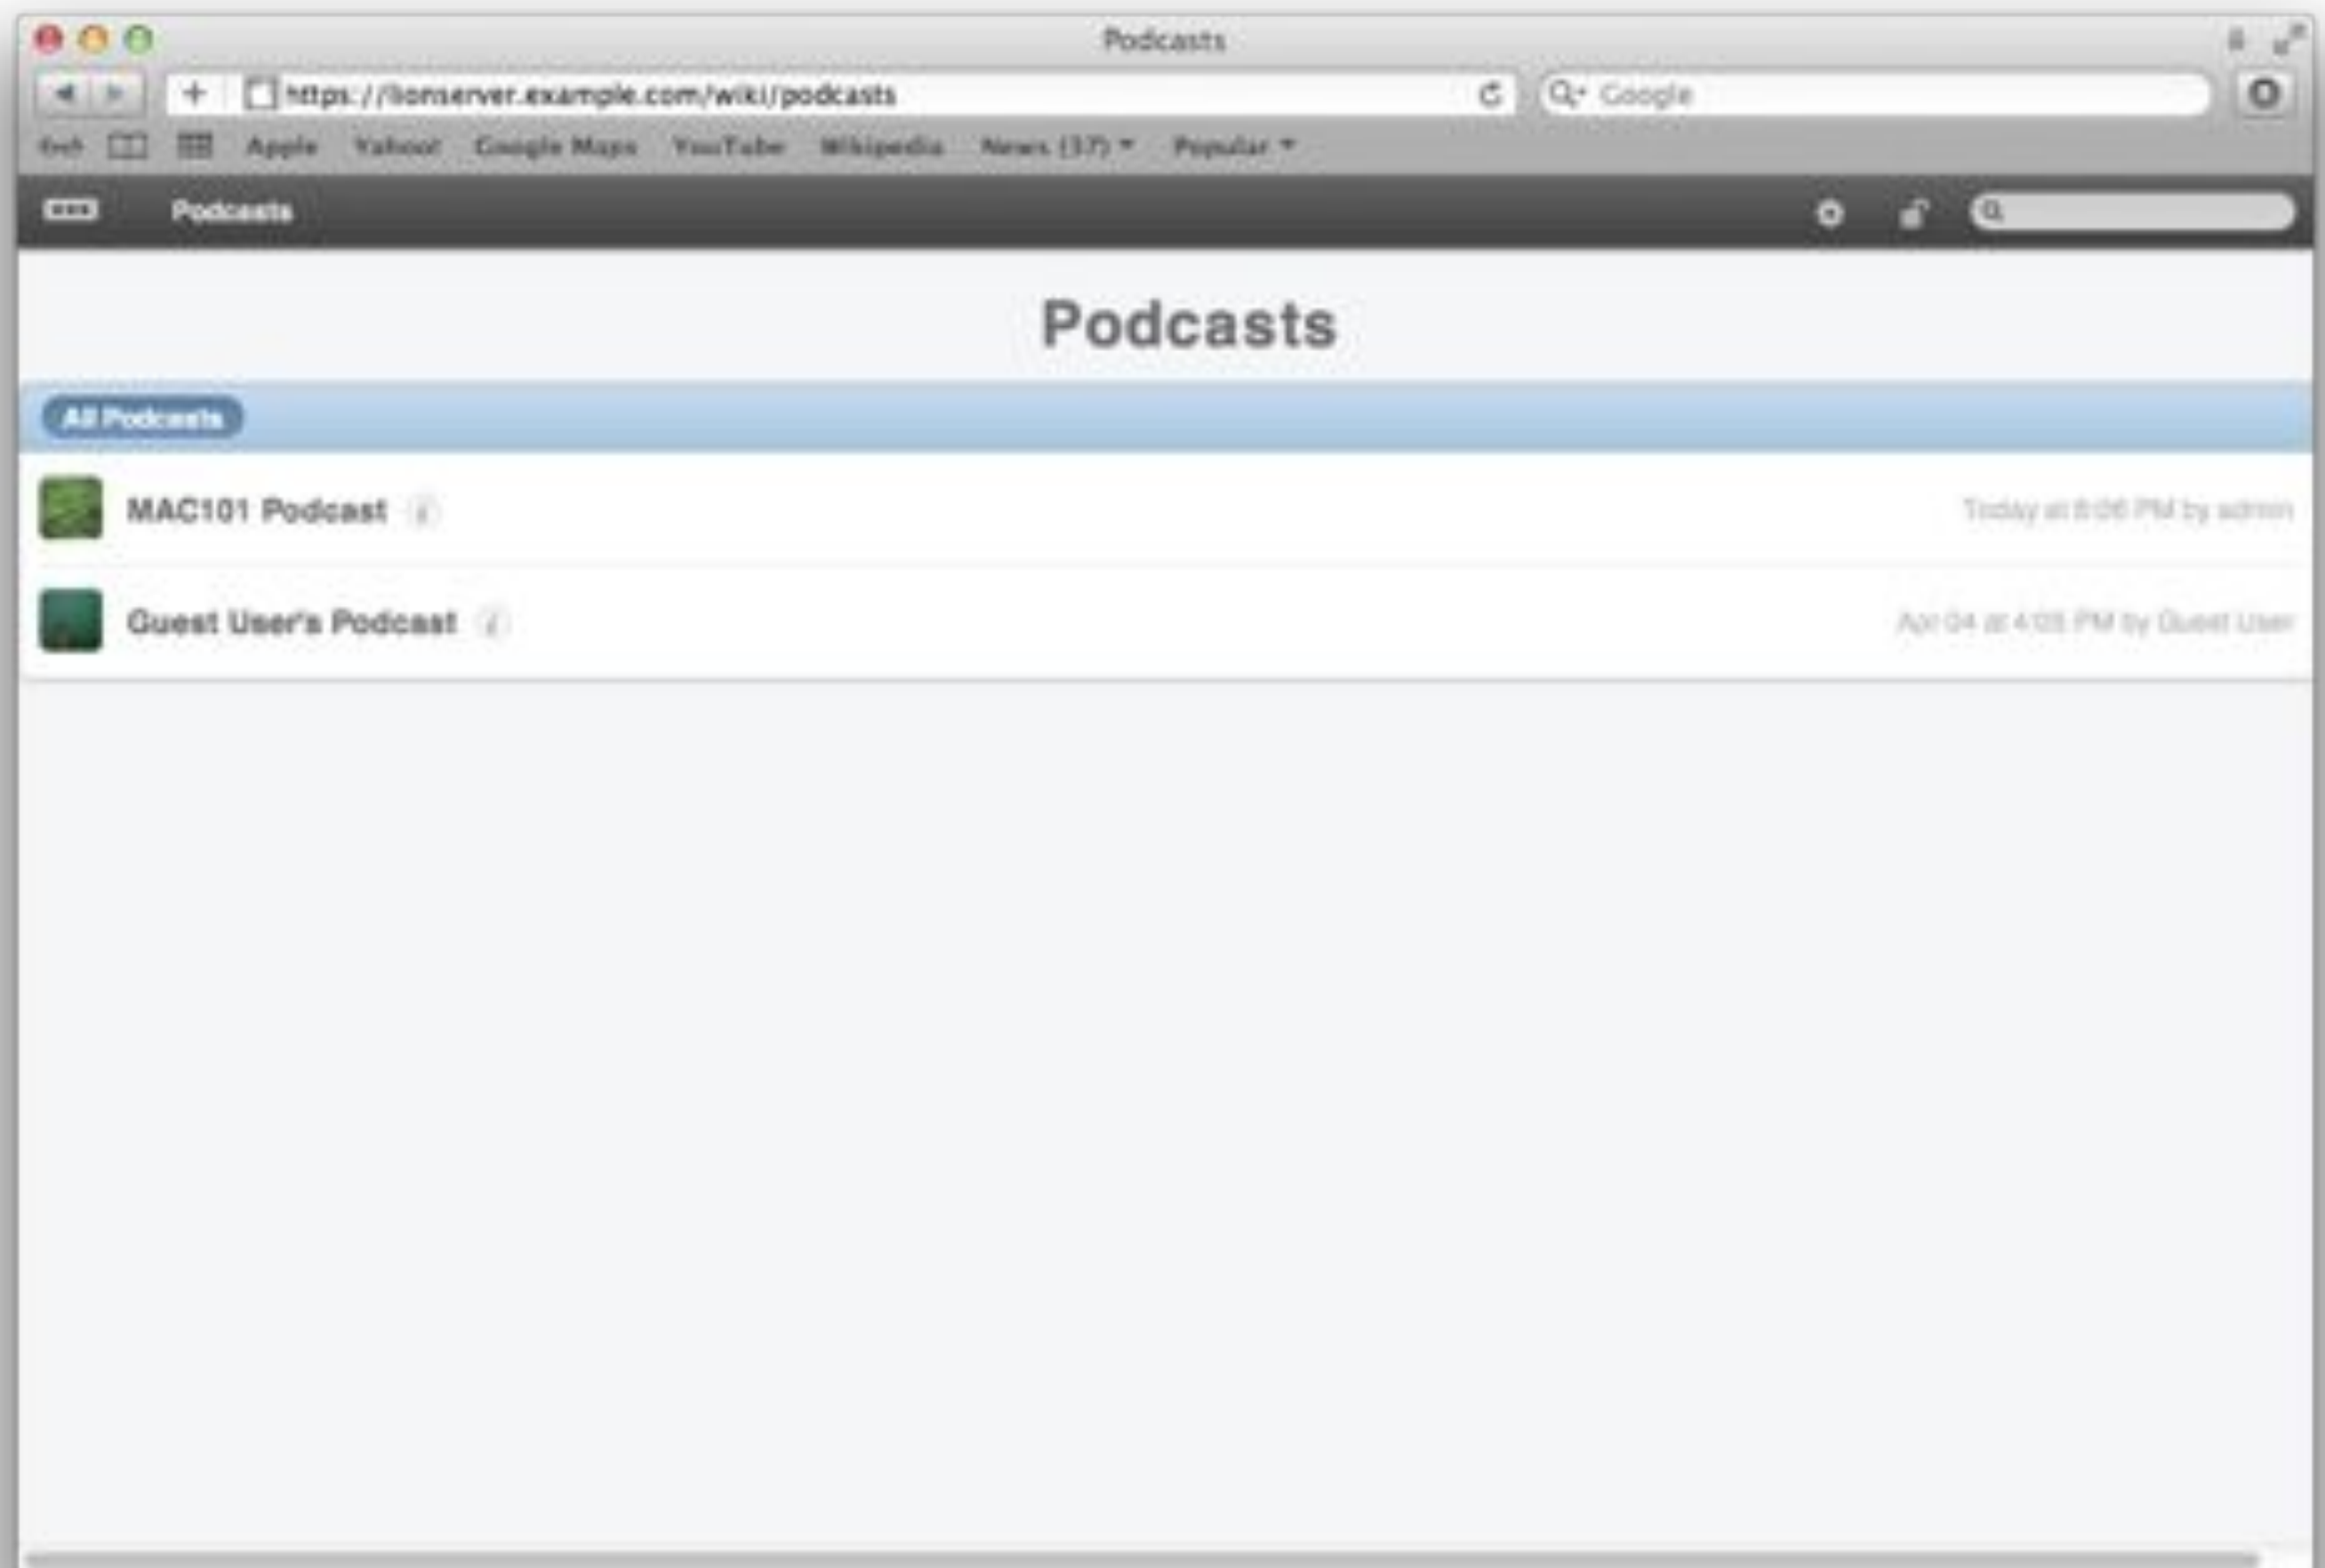 Podcasts
https://lionserver.example.com/wiki/podcasts
Google
Apple Yahoo! Google Maps YouTube Wikipedia News (37) Popular
Podcasts
Podcasts
All Podcasts
MAC101 Podcast i
Today at PM by admin
Guest User's Podcast i
Apr 04 at PM by Guest User